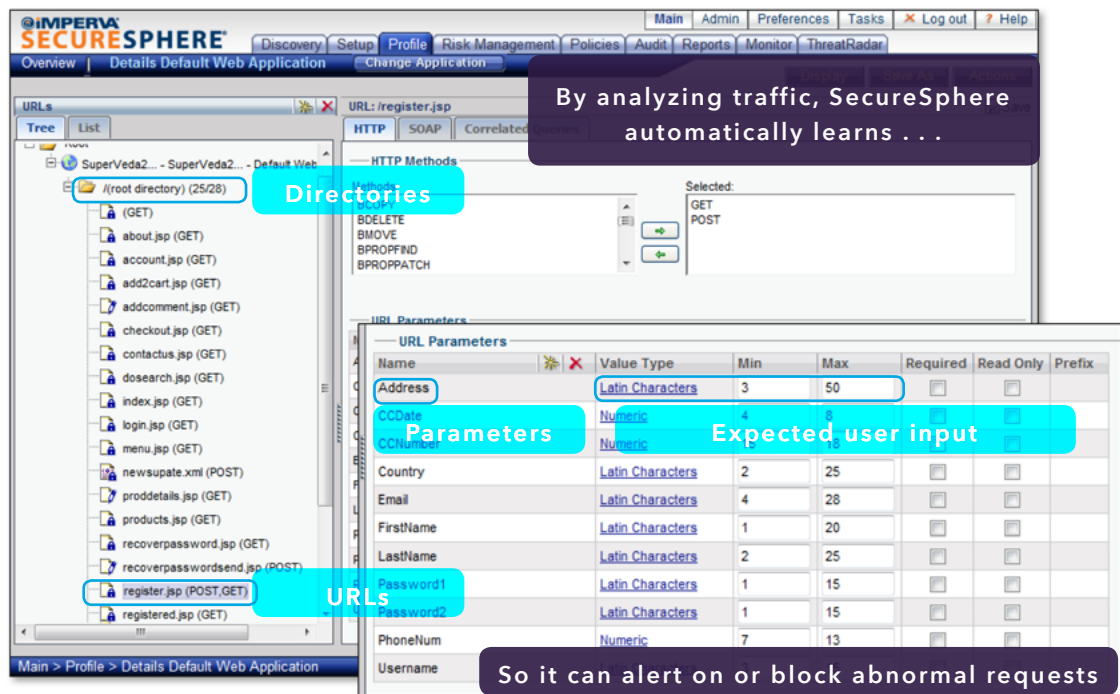 IMPERVA
SECURESPHERE
Main Admin Preferences Tasks Log out ? Help
Discovery Setup Profile Risk Management Policies Audit Reports Monitor ThreatRadar
Overview | Details Default Web Application Change Application
Display Save As Actions
By analyzing traffic, SecureSphere
automatically learns . . .
URLs
URL: /register.jsp
Tree List
HTTP SOAP Correlated Queries
Root
SuperVeda2... - SuperVeda2... - Default Web
/(root directory) (25/28)
Directories
(GET)
about.jsp (GET)
account.jsp (GET)
add2cart.jsp (GET)
addcomment.jsp (GET)
checkout.jsp (GET)
contactus.jsp (GET)
dosearch.jsp (GET)
index.jsp (GET)
login.jsp (GET)
menu.jsp (GET)
newsupate.xml (POST)
proddetails.jsp (GET)
products.jsp (GET)
recoverpassword.jsp (GET)
recoverpasswordsend.jsp (POST)
register.jsp (POST,GET)
URLs
registered.jsp (GET)
HTTP Methods
Methods: Selected:
BCOPY GET
BDELETE POST
BMOVE
BPROPFIND
BPROPPATCH
URL Parameters
URL Parameters
Name Value Type Min Max Required Read Only Prefix
Address Latin Characters 3 50
CCDate Numeric 4 8
Parameters Expected user input
CCNumber Numeric 18
Country Latin Characters 2 25
Email Latin Characters 4 28
FirstName Latin Characters 1 20
LastName Latin Characters 2 25
Password1 Latin Characters 1 15
Password2 Latin Characters 1 15
PhoneNum Numeric 7 13
Username
So it can alert on or block abnormal requests
Main > Profile > Details Default Web Application